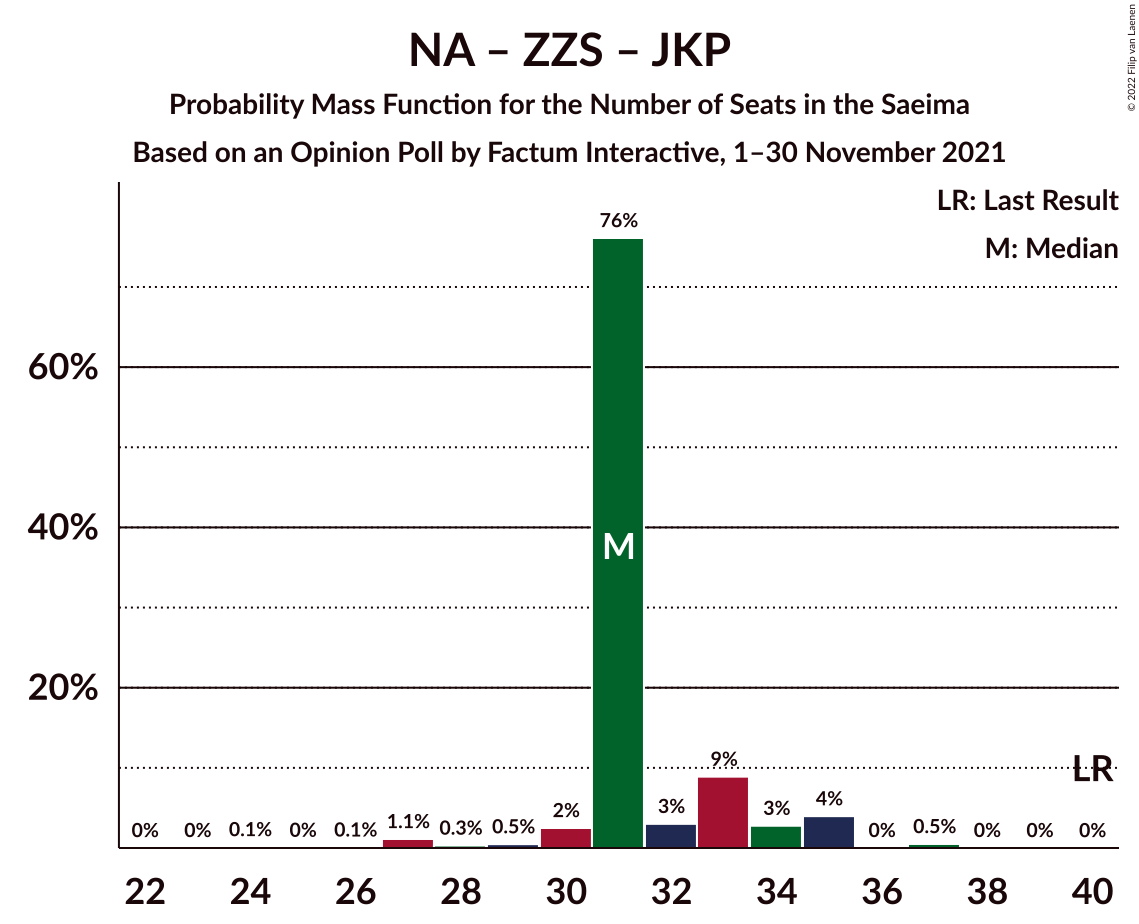 NA – ZZS – JKP
Probability Mass Function for the Number of Seats in the Saeima
Based on an Opinion Poll by Factum Interactive, 1–30 November 2021
© 2022 Filip van Laenen
LR: Last Result
M: Median
60%
40%
20%
0%
0%
0.1%
0%
0.1%
1.1%
0.3%
0.5%
2%
76%
3%
9%
3%
4%
0%
0.5%
0%
0%
0%
M
LR
22 24 26 28 30 32 34 36 38 40